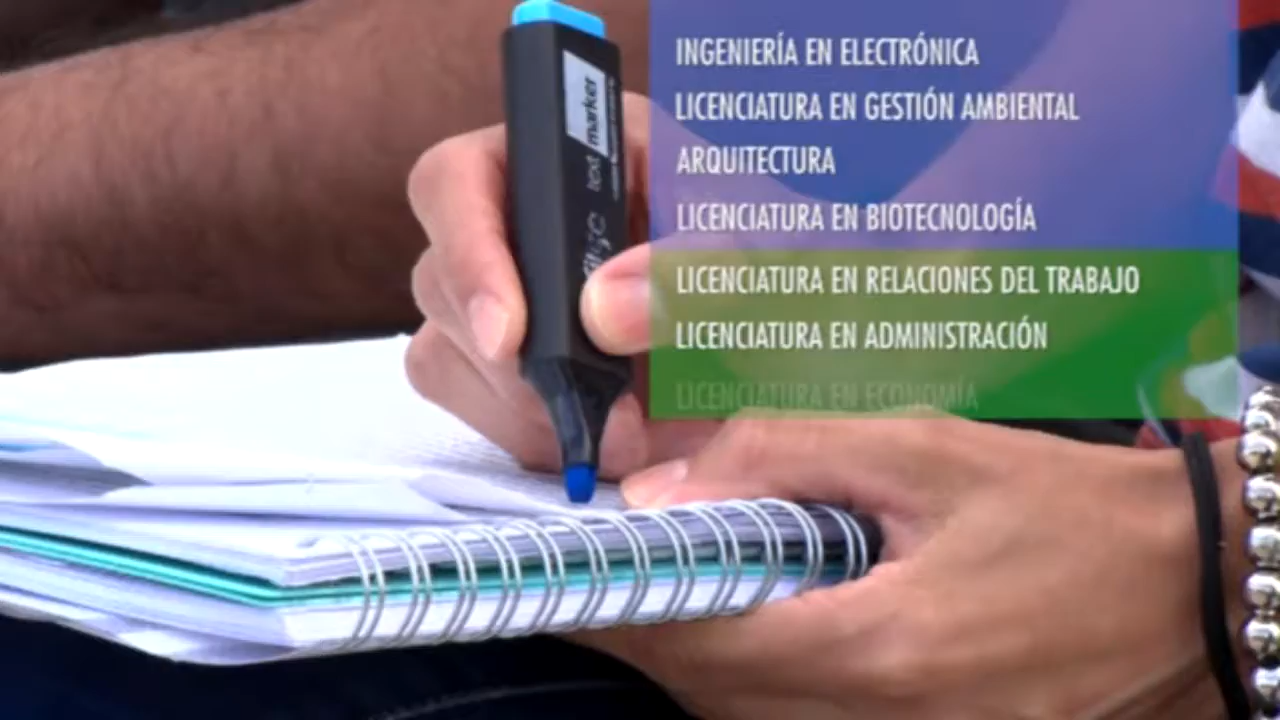 INGENIERÍA EN ELECTRÓNICA
LICENCIATURA EN GESTIÓN AMBIENTAL
ARQUITECTURA
LICENCIATURA EN BIOTECNOLOGÍA
LICENCIATURA EN RELACIONES DEL TRABAJO
LICENCIATURA EN ADMINISTRACIÓN
LICENCIATURA EN ECONOMÍA
text marker